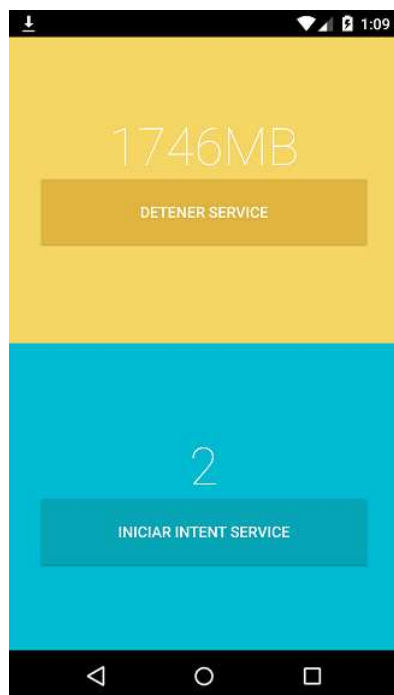 1:09
1746MB
DETENER SERVICE
2
INICIAR INTENT SERVICE